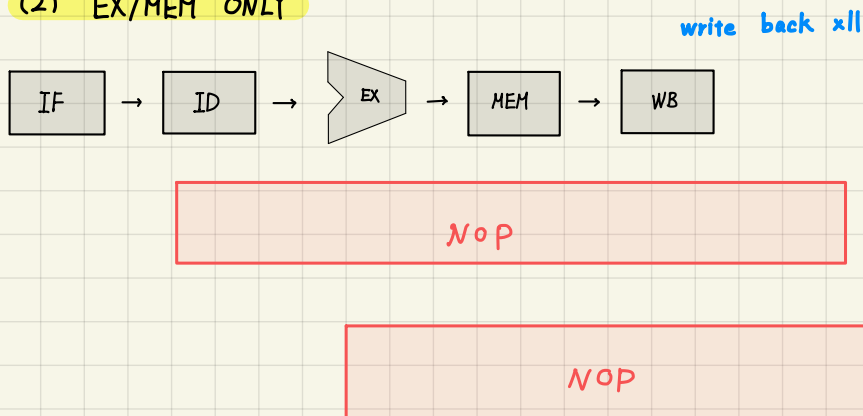 (2) EX/MEM ONLY
write back x11
IF → ID → EX → MEM → WB
NOP
NOP